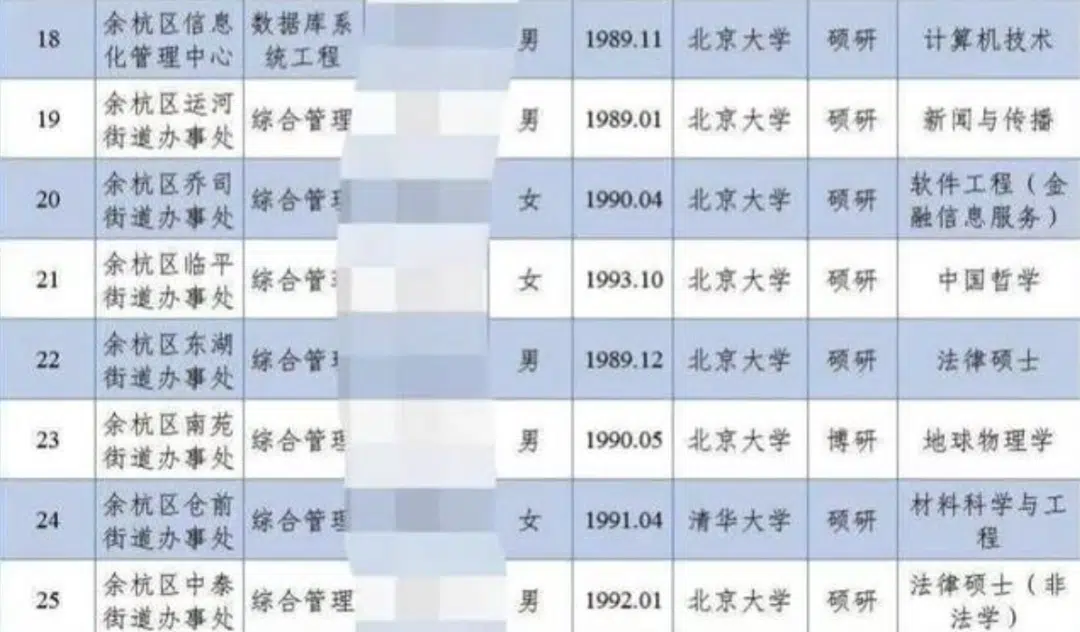 18 余杭区信息化管理中心 数据库系统工程 男 1989.11 北京大学 硕研 计算机技术
19 余杭区运河街道办事处 综合管理 男 1989.01 北京大学 硕研 新闻与传播
20 余杭区乔司街道办事处 综合管理 女 1990.04 北京大学 硕研 软件工程（金融信息服务）
21 余杭区临平街道办事处 综合管理 女 1993.10 北京大学 硕研 中国哲学
22 余杭区东湖街道办事处 综合管理 男 1989.12 北京大学 硕研 法律硕士
23 余杭区南苑街道办事处 综合管理 男 1990.05 北京大学 博研 地球物理学
24 余杭区仓前街道办事处 综合管理 女 1991.04 清华大学 硕研 材料科学与工程
25 余杭区中泰街道办事处 综合管理 男 1992.01 北京大学 硕研 法律硕士（非法学）